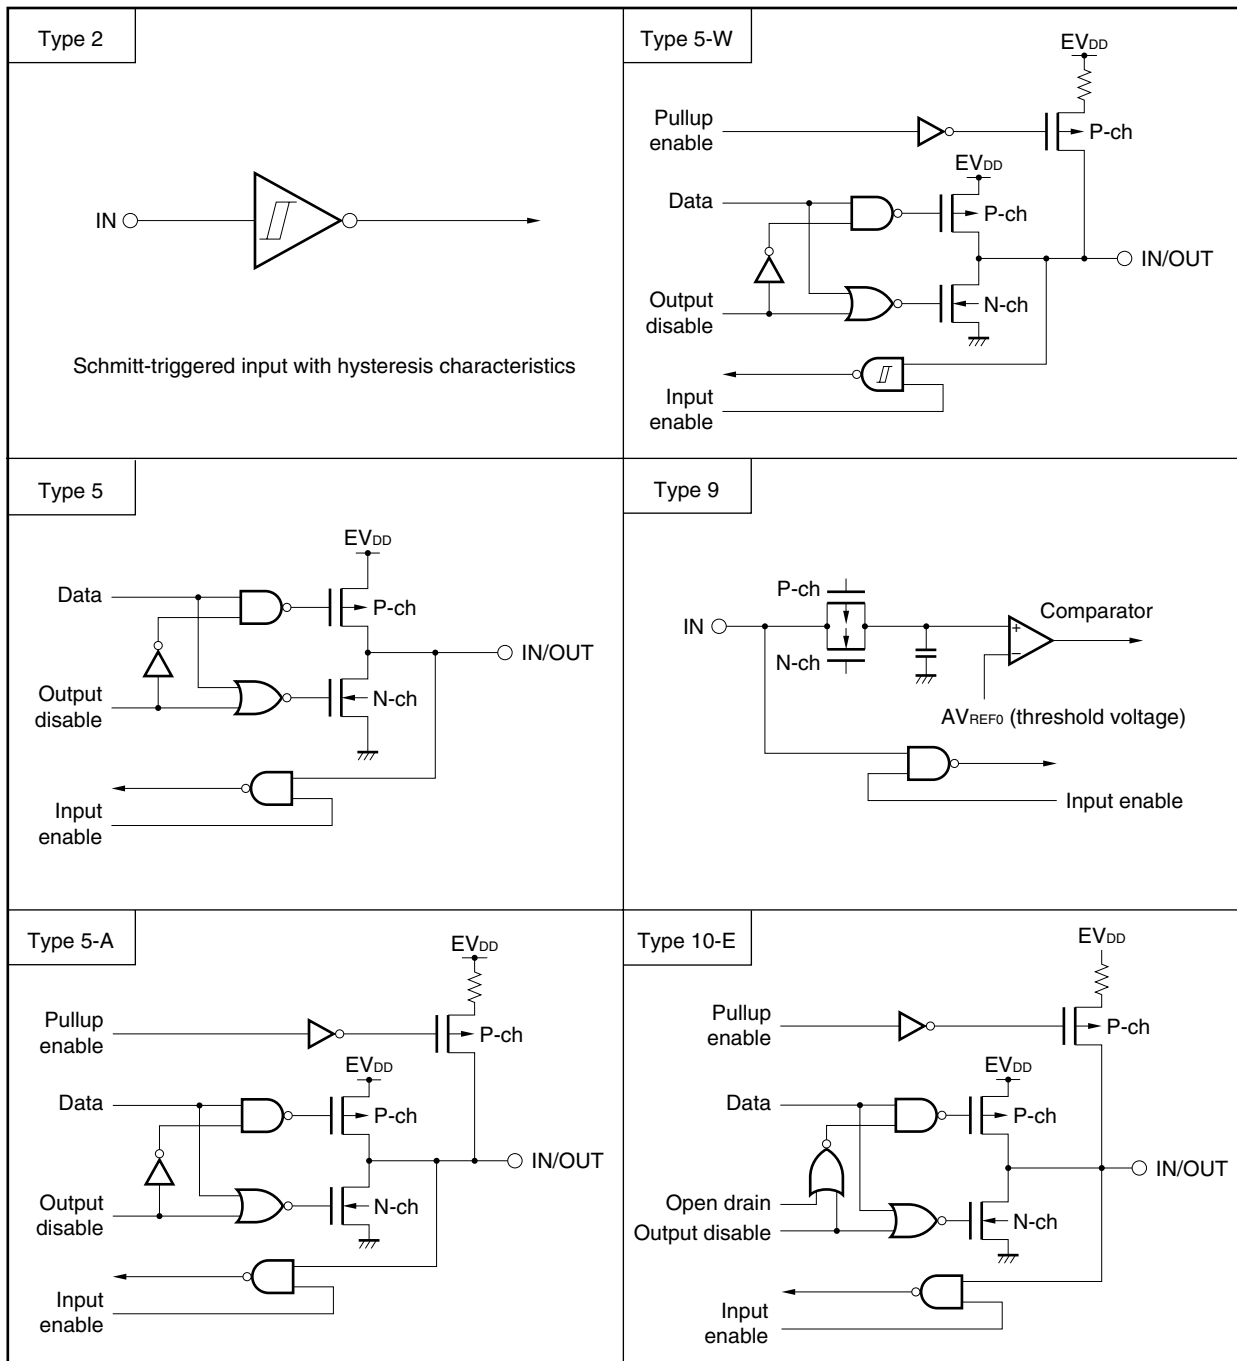 Type 2
IN
Schmitt-triggered input with hysteresis characteristics
Type 5-W
EVDD
Pullup
enable
P-ch
EVDD
Data
P-ch
IN/OUT
Output
disable
N-ch
Input
enable
Type 5
EVDD
Data
P-ch
IN/OUT
Output
disable
N-ch
Input
enable
Type 9
P-ch
IN
Comparator
+
−
N-ch
AVREF0 (threshold voltage)
Input enable
Type 5-A
EVDD
Pullup
enable
P-ch
EVDD
Data
P-ch
IN/OUT
Output
disable
N-ch
Input
enable
Type 10-E
EVDD
Pullup
enable
P-ch
EVDD
Data
P-ch
IN/OUT
Open drain
Output disable
N-ch
Input
enable